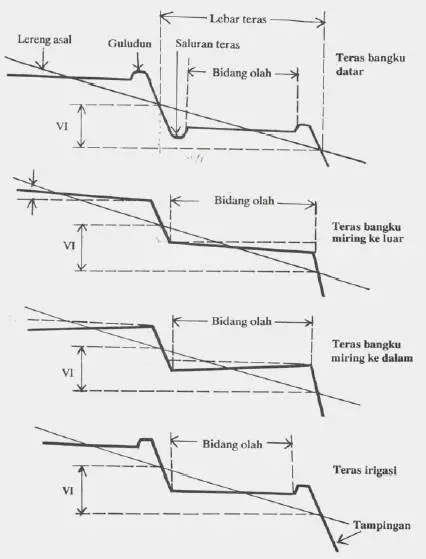 Lebar teras
Lereng asal
Guludun
Saluran teras
Bidang olah
Teras bangku
datar
VI
Bidang olah
Teras bangku
miring ke luar
VI
Bidang olah
Teras bangku
miring ke dalam
VI
Bidang olah
Teras irigasi
VI
Tampingan